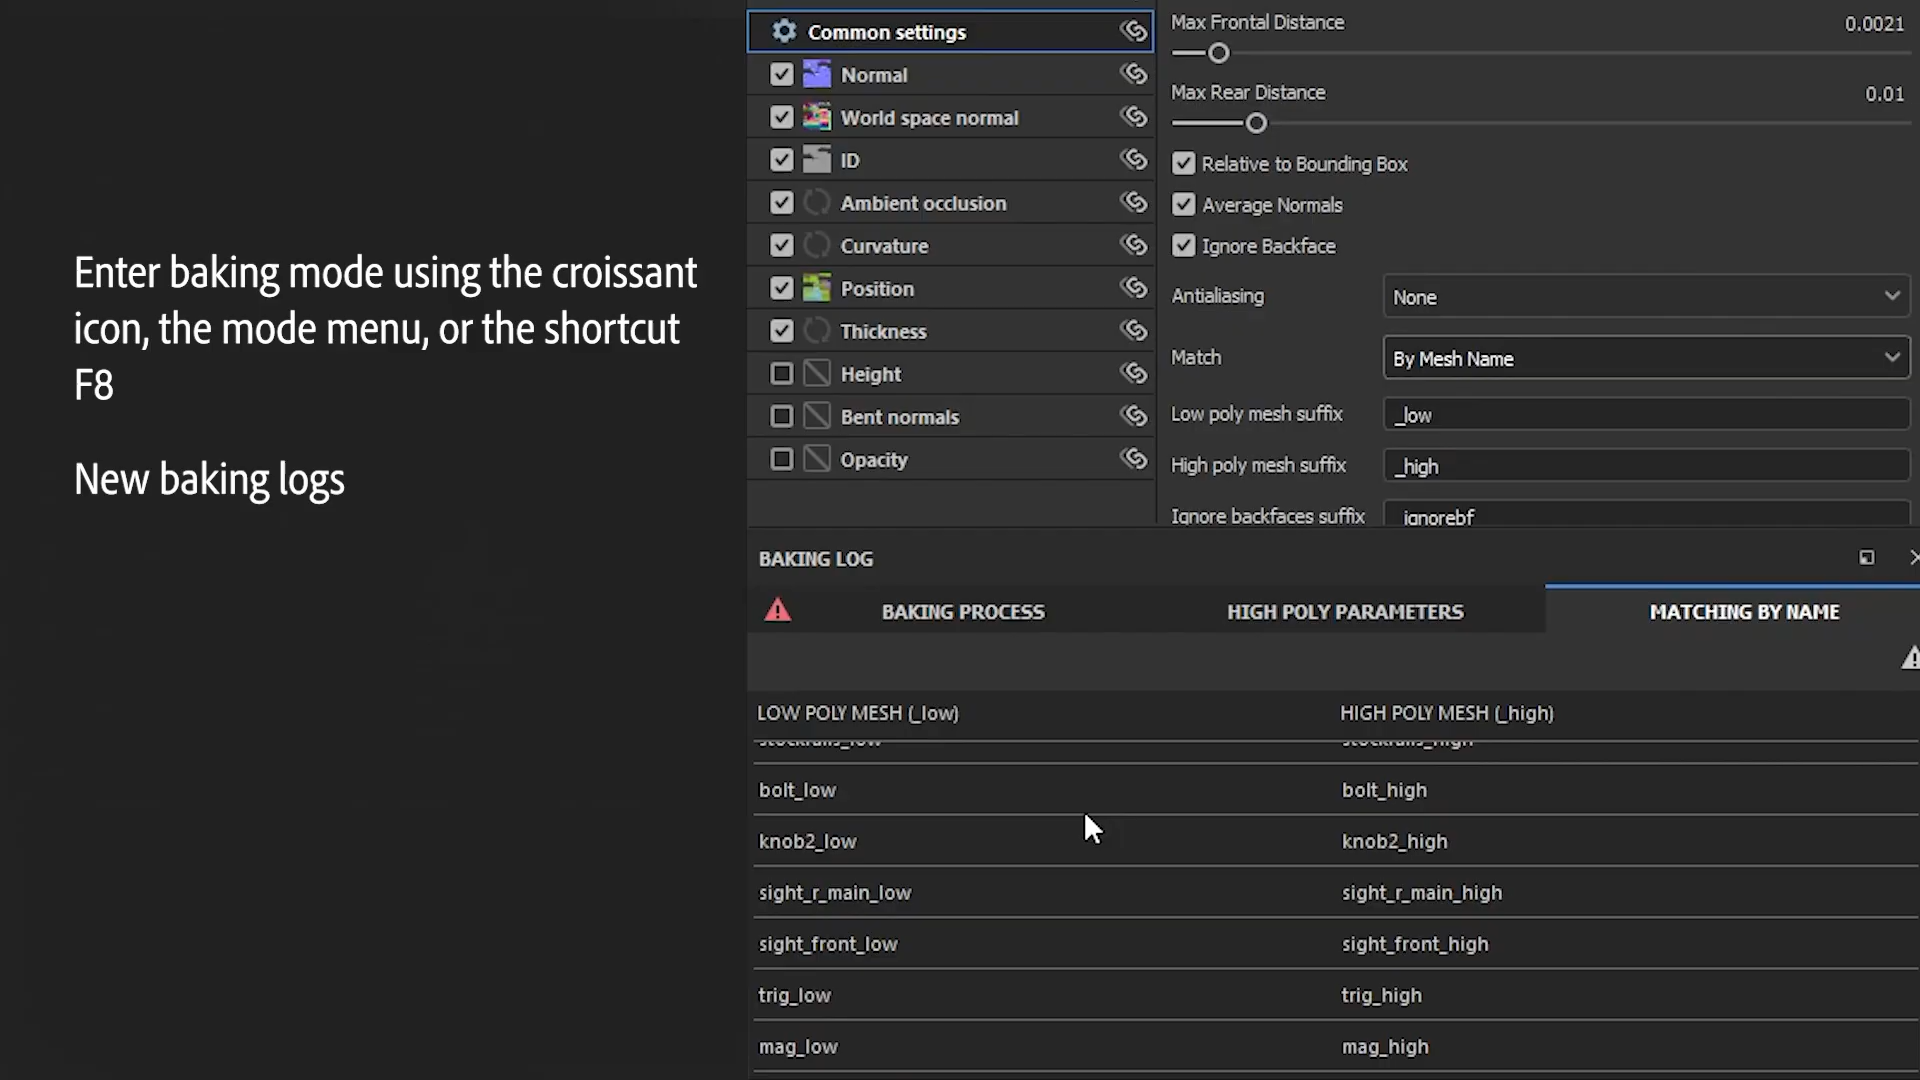 Enter baking mode using the croissant
icon, the mode menu, or the shortcut
F8
New baking logs
Common settings
Normal
World space normal
ID
Ambient occlusion
Curvature
Position
Thickness
Height
Bent normals
Opacity
Max Frontal Distance
0.0021
Max Rear Distance
0.01
Relative to Bounding Box
Average Normals
Ignore Backface
Antialiasing
None
Match
By Mesh Name
Low poly mesh suffix
_low
High poly mesh suffix
_high
Ignore backfaces suffix
ignorebf
BAKING LOG
BAKING PROCESS
HIGH POLY PARAMETERS
MATCHING BY NAME
LOW POLY MESH (_low)
HIGH POLY MESH (_high)
bolt_low
bolt_high
knob2_low
knob2_high
sight_r_main_low
sight_r_main_high
sight_front_low
sight_front_high
trig_low
trig_high
mag_low
mag_high